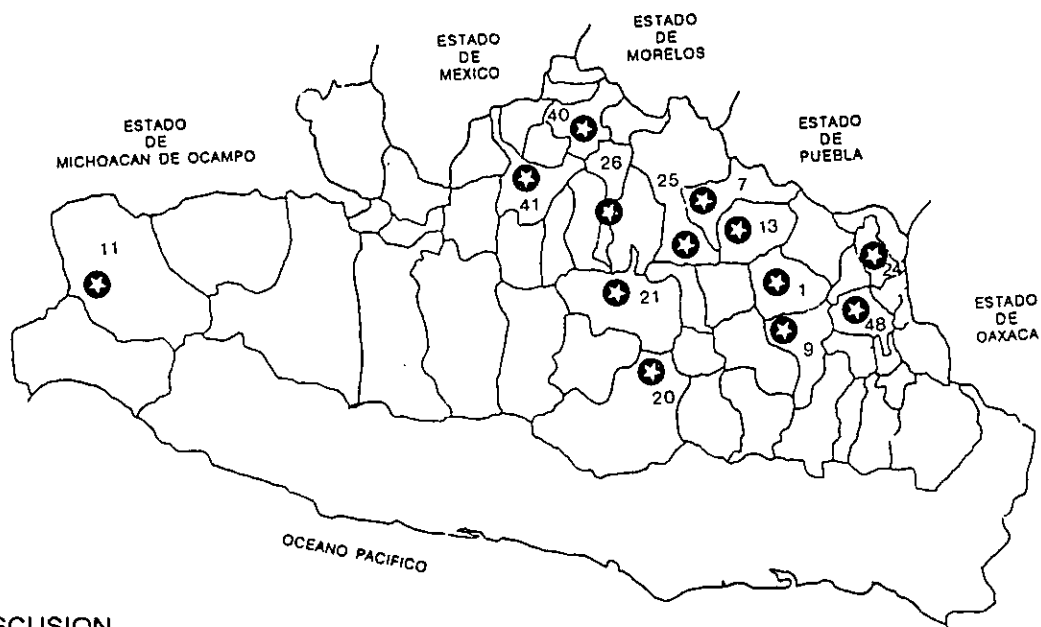 ESTADO
DE
MORELOS
ESTADO
DE
MEXICO
ESTADO
DE
MICHOACAN DE OCAMPO
ESTADO
DE
PUEBLA
40
26
25
7
41
13
11
24
21
1
48
9
20
ESTADO
DE
OAXACA
OCEANO PACIFICO
SCUSION